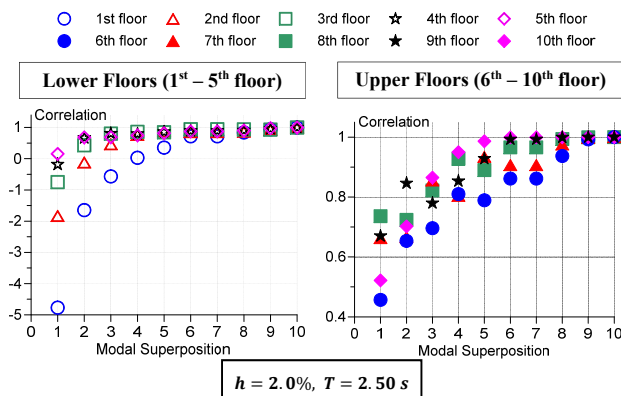 1st floor 2nd floor 3rd floor 4th floor 5th floor
6th floor 7th floor 8th floor 9th floor 10th floor
Lower Floors (1st – 5th floor)
Upper Floors (6th – 10th floor)
Correlation
1
0
-1
-2
-3
-4
-5
0 1 2 3 4 5 6 7 8 9 10
Modal Superposition
Correlation
1
0.8
0.6
0.4
0 1 2 3 4 5 6 7 8 9 10
Modal Superposition
h = 2.0%, T = 2.50 s